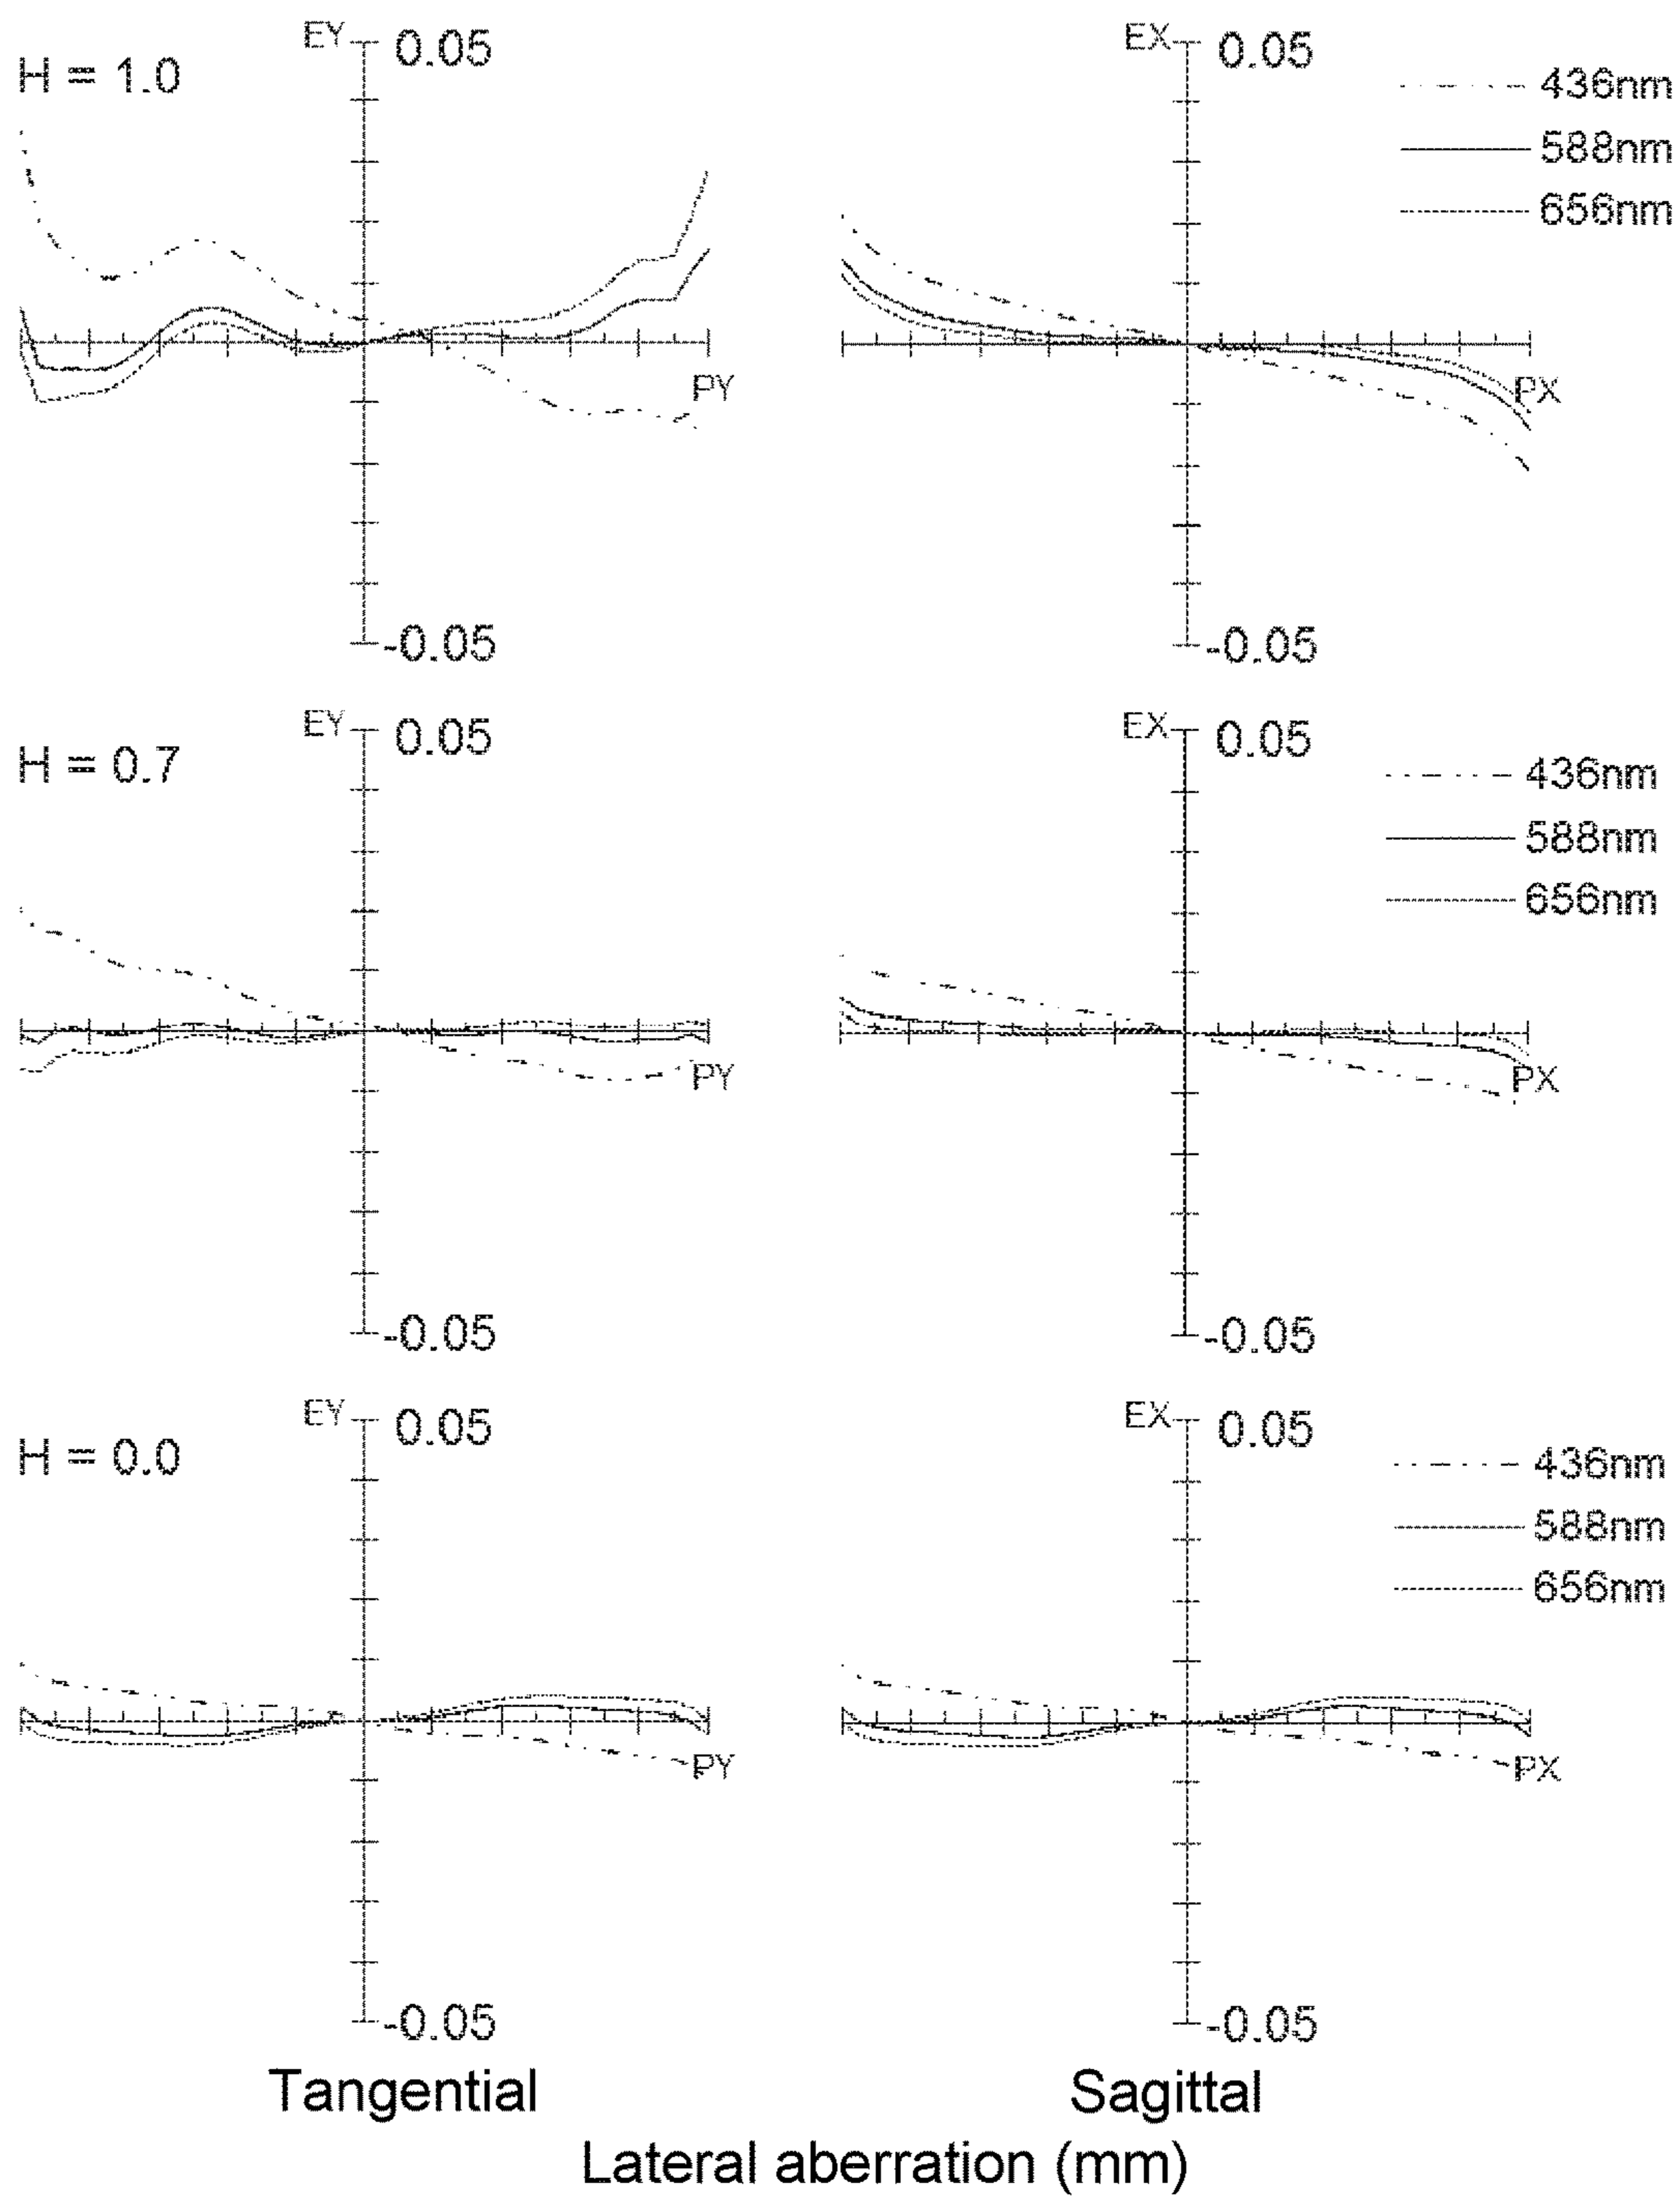 H = 1.0
EY
0.05
-0.05
PY
EX
0.05
-0.05
PX
436nm
588nm
656nm
H = 0.7
EY
0.05
-0.05
PY
EX
0.05
-0.05
PX
436nm
588nm
656nm
H = 0.0
EY
0.05
-0.05
PY
EX
0.05
-0.05
PX
436nm
588nm
656nm
Tangential
Sagittal
Lateral aberration (mm)